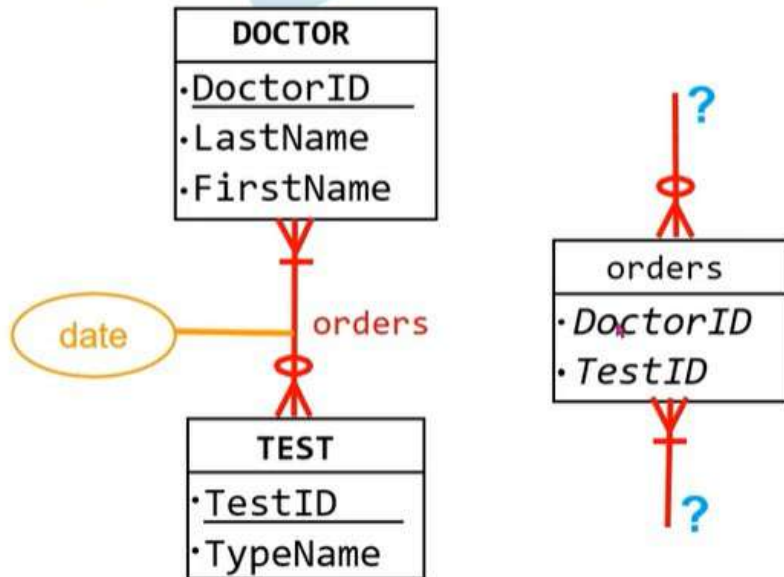 DOCTOR
·DoctorID
·LastName
·FirstName
date
orders
TEST
·TestID
·TypeName
?
orders
·DoctorID
·TestID
?